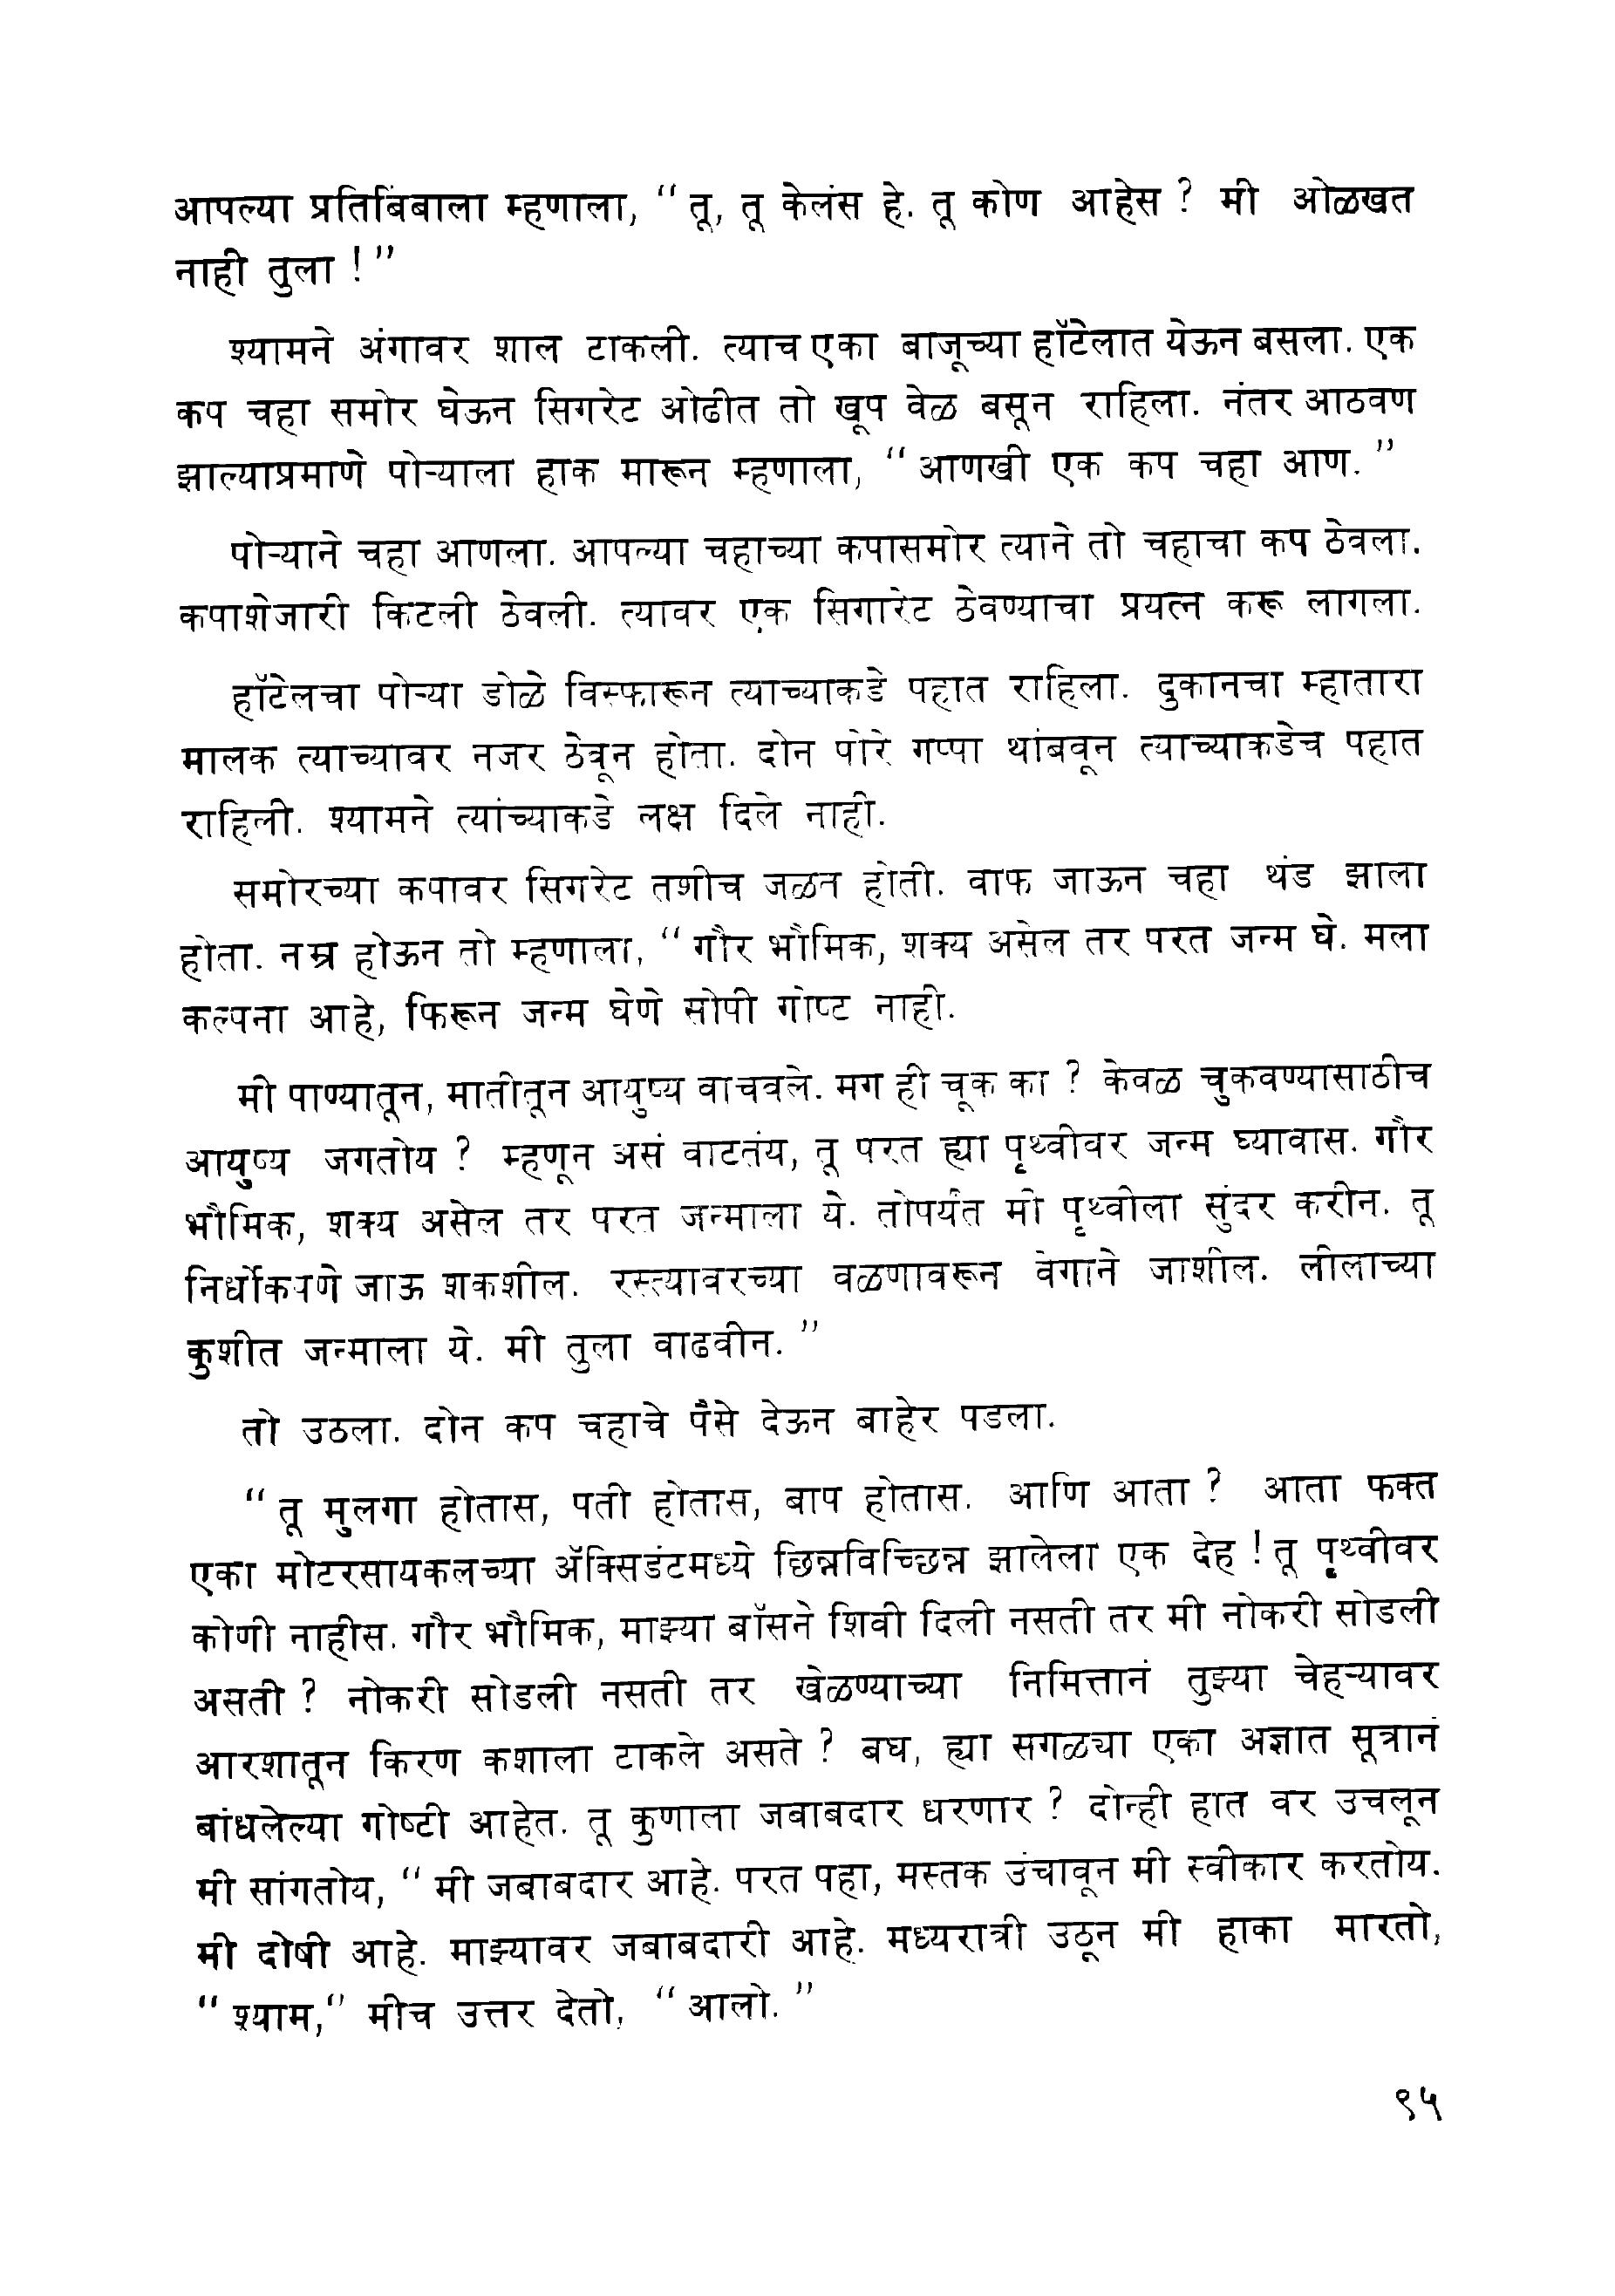 आपल्या प्रतिबिंबाला म्हणाला, “ तू, तू केलंस हे. तू कोण आहेस ? मी ओळखत
नाही तुला ! ”
श्यामने अंगावर शाल टाकली. त्याच एका बाजूच्या हॉटेलात येऊन बसला. एक
कप चहा समोर घेऊन सिगरेट ओढीत तो खूप वेळ बसून राहिला. नंतर आठवण
झाल्याप्रमाणे पोऱ्याला हाक मारून म्हणाला, “ आणखी एक कप चहा आण. ”
पोऱ्याने चहा आणला. आपल्या चहाच्या कपासमोर त्याने तो चहाचा कप ठेवला.
कपाशेजारी किटली ठेवली. त्यावर एक सिगारेट ठेवण्याचा प्रयत्न करू लागला.
हॉटेलचा पोऱ्या डोळे विस्फारून त्याच्याकडे पहात राहिला. दुकानचा म्हातारा
मालक त्याच्यावर नजर ठेवून होता. दोन पोरे गप्पा थांबवून त्याच्याकडेच पहात
राहिली. श्यामने त्यांच्याकडे लक्ष दिले नाही.
समोरच्या कपावर सिगरेट तशीच जळत होती. वाफ जाऊन चहा थंड झाला
होता. नम्र होऊन तो म्हणाला, “ गौर भौमिक, शक्य असेल तर परत जन्म घे. मला
कल्पना आहे, फिरून जन्म घेणे सोपी गोष्ट नाही.
मी पाण्यातून, मातीतून आयुष्य वाचवले. मग ही चूक का ? केवळ चुकवण्यासाठीच
आयुष्य जगतोय ? म्हणून असं वाटतंय, तू परत ह्या पृथ्वीवर जन्म घ्यावास. गौर
भौमिक, शक्य असेल तर परत जन्माला ये. तोपर्यंत मी पृथ्वीला सुंदर करीन. तू
निर्धोकपणे जाऊ शकशील. रस्त्यावरच्या वळणावरून वेगाने जाशील. लीलाच्या
कुशीत जन्माला ये. मी तुला वाढवीन. ”
तो उठला. दोन कप चहाचे पैसे देऊन बाहेर पडला.
“ तू मुलगा होतास, पती होतास, बाप होतास. आणि आता ? आता फक्त
एका मोटरसायकलच्या ॲक्सिडंटमध्ये छिन्नविच्छिन्न झालेला एक देह ! तू पृथ्वीवर
कोणी नाहीस. गौर भौमिक, माझ्या बॉसने शिवी दिली नसती तर मी नोकरी सोडली
असती ? नोकरी सोडली नसती तर खेळण्याच्या निमित्तानं तुझ्या चेहऱ्यावर
आरशातून किरण कशाला टाकले असते ? बघ, ह्या सगळ्या एका अज्ञात सूत्रानं
बांधलेल्या गोष्टी आहेत. तू कुणाला जबाबदार धरणार ? दोन्ही हात वर उचलून
मी सांगतोय, “ मी जबाबदार आहे. परत पहा, मस्तक उंचावून मी स्वीकार करतोय.
मी दोषी आहे. माझ्यावर जबाबदारी आहे. मध्यरात्री उठून मी हाका मारतो,
“ श्याम,” मीच उत्तर देतो, “ आलो. ”
९५